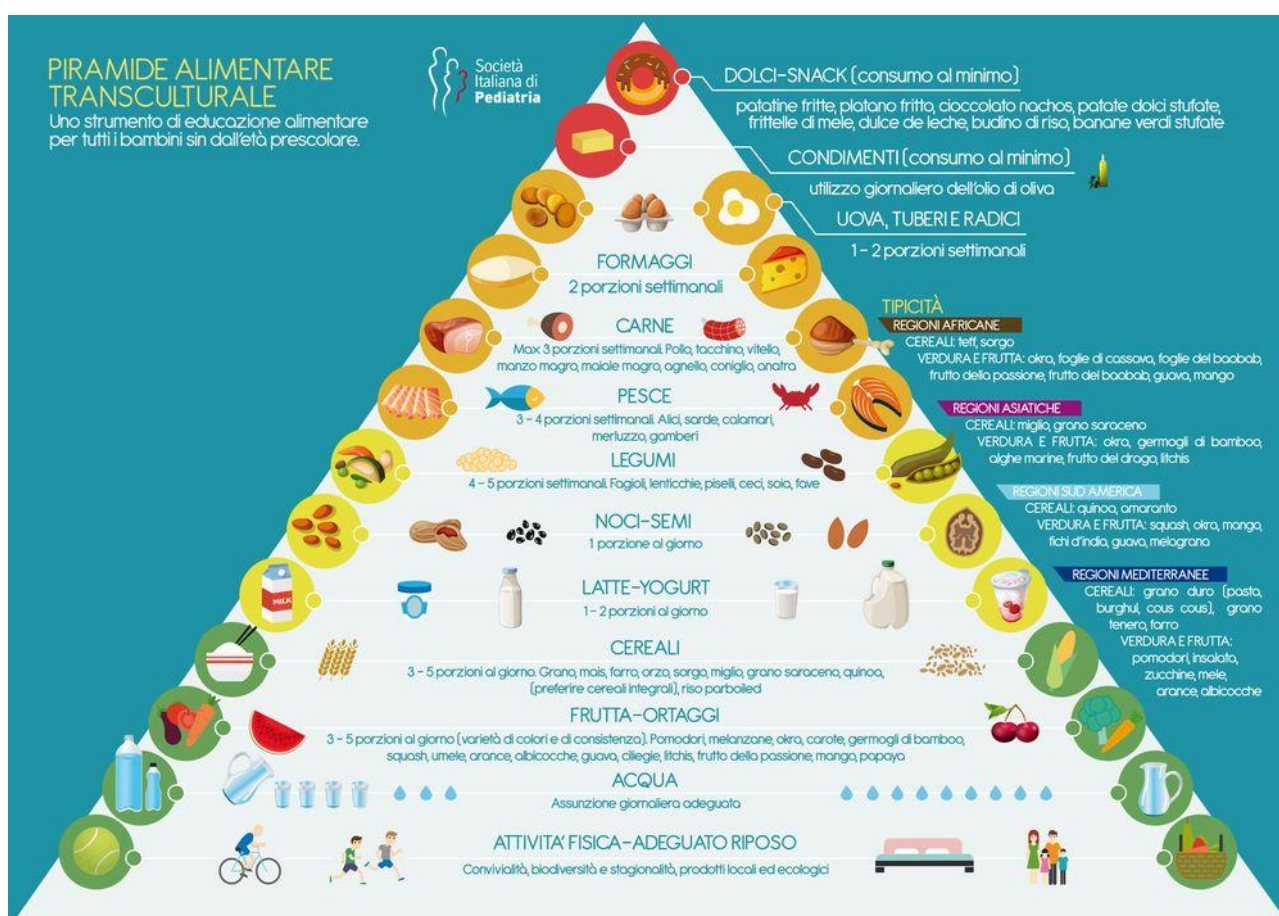 PIRAMIDE ALIMENTARE
TRANSCULTURALE
Uno strumento di educazione alimentare
per tutti i bambini sin dall'età prescolare.
Società
Italiana di
Pediatria
DOLCI-SNACK (consumo al minimo)
patatine fritte, platano fritto, cioccolato nachos, patate dolci stufate,
frittelle di mele, dulce de leche, budino di riso, banane verdi stufate
CONDIMENTI (consumo al minimo)
utilizzo giornaliero dell'olio di oliva
UOVA, TUBERI E RADICI
1 - 2 porzioni settimanali
FORMAGGI
2 porzioni settimanali
CARNE
Max 3 porzioni settimanali. Pollo, tacchino, vitello,
manzo magro, maiale magro, agnello, coniglio, anatra
PESCE
3 - 4 porzioni settimanali. Alici, sarde, calamari,
merluzzo, gamberi
LEGUMI
4 - 5 porzioni settimanali. Fagioli, lenticchie, piselli, ceci, soia, fave
NOCI-SEMI
1 porzione al giorno
MILK
LATTE-YOGURT
1 - 2 porzioni al giorno
CEREALI
3 - 5 porzioni al giorno. Grano, mais, farro, orzo, sorgo, miglio, grano saraceno, quinoa,
(preferire cereali integrali), riso parboiled
FRUTTA-ORTAGGI
3 - 5 porzioni al giorno (varietà di colori e di consistenza). Pomodori, melanzane, okra, carote, germogli di bamboo,
squash, umele, arance, albicocche, guava, ciliegie, litchis, frutto della passione, mango, papaya
ACQUA
Assunzione giornaliera adeguata
ATTIVITA' FISICA-ADEGUATO RIPOSO
Convivialità, biodiversità e stagionalità, prodotti locali ed ecologici
TIPICITÀ
REGIONI AFRICANE
CEREALI: teff, sorgo
VERDURA E FRUTTA: okra, foglie di cassava, foglie del baobab,
frutto della passione, frutto del baobab, guava, mango
REGIONI ASIATICHE
CEREALI: miglio, grano saraceno
VERDURA E FRUTTA: okra, germogli di bamboo,
alghe marine, frutto del drago, litchis
REGIONI SUD AMERICA
CEREALI: quinoa, amaranto
VERDURA E FRUTTA: squash, okra, mango,
fichi d'india, guava, melagrana
REGIONI MEDITERRANEE
CEREALI: grano duro (pasta,
burghul, cous cous), grano
tenero, farro
VERDURA E FRUTTA:
pomodori, insalata,
zucchine, mele,
arance, albicocche